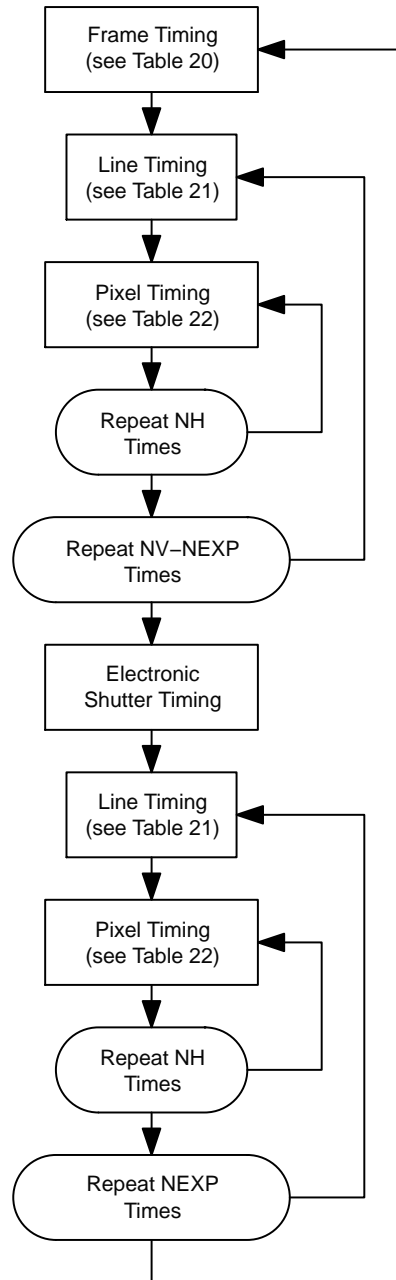 Frame Timing
(see Table 20)
Line Timing
(see Table 21)
Pixel Timing
(see Table 22)
Repeat NH
Times
Repeat NV−NEXP
Times
Electronic
Shutter Timing
Line Timing
(see Table 21)
Pixel Timing
(see Table 22)
Repeat NH
Times
Repeat NEXP
Times